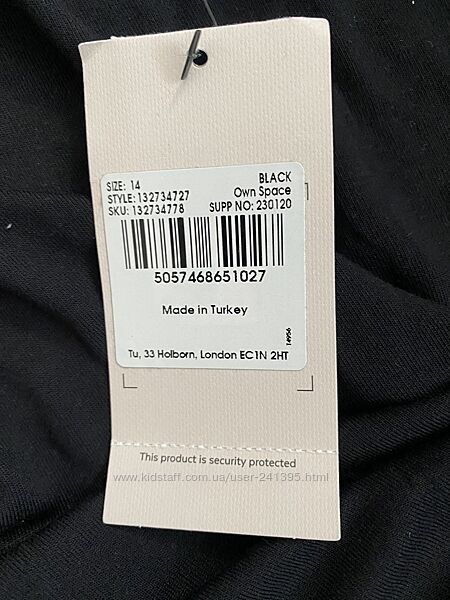 SIZE: 14 BLACK
STYLE: 132734727 Own Space
SKU: 132734778 SUPP NO: 230120
5057468651027
Made in Turkey
14956
Tu, 33 Holborn, London EC1N 2HT
This product is security protected
www.kidstaff.com.ua/user-241395.html